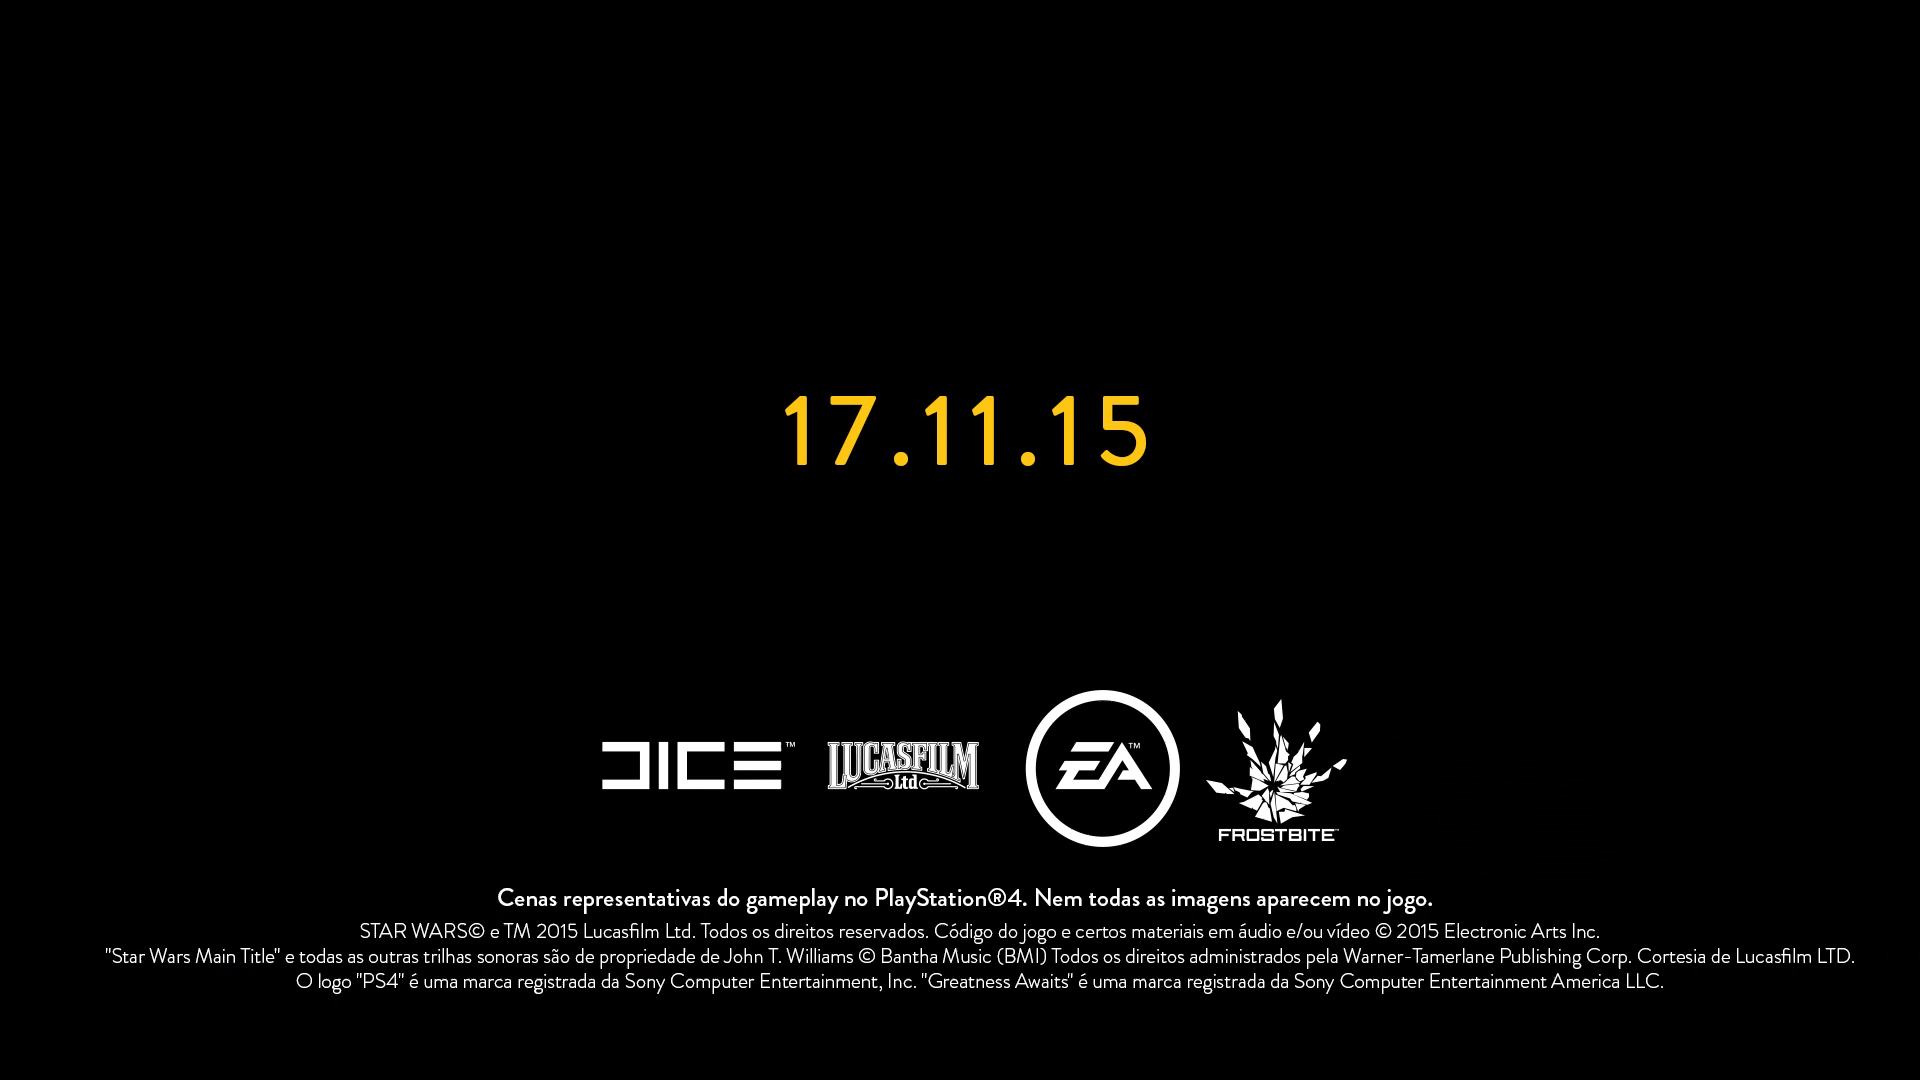 17.11.15
DICE™ LUCASFILM Ltd EA™ FROSTBITE™
Cenas representativas do gameplay no PlayStation®4. Nem todas as imagens aparecem no jogo.
STAR WARS© e TM 2015 Lucasfilm Ltd. Todos os direitos reservados. Código do jogo e certos materiais em áudio e/ou vídeo © 2015 Electronic Arts Inc.
"Star Wars Main Title" e todas as outras trilhas sonoras são de propriedade de John T. Williams © Bantha Music (BMI) Todos os direitos administrados pela Warner-Tamerlane Publishing Corp. Cortesia de Lucasfilm LTD.
O logo "PS4" é uma marca registrada da Sony Computer Entertainment, Inc. "Greatness Awaits" é uma marca registrada da Sony Computer Entertainment America LLC.